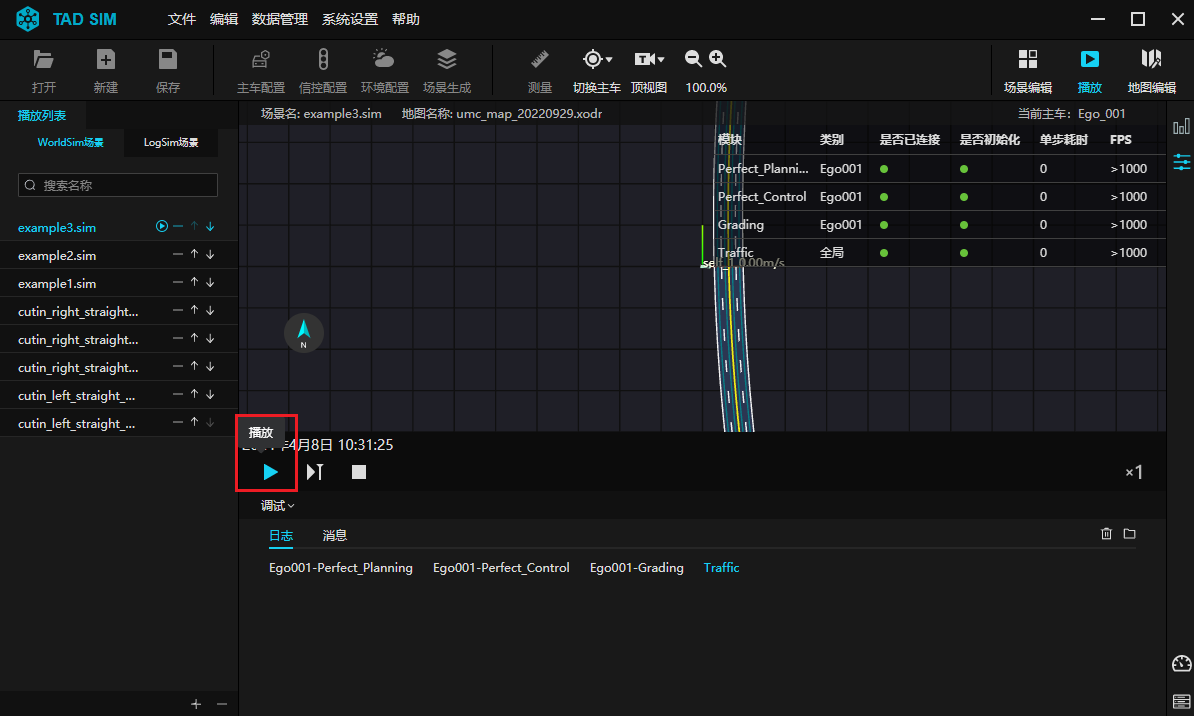 TAD SIM 文件 编辑 数据管理 系统设置 帮助
打开 新建 保存 主车配置 信控配置 环境配置 场景生成 测量 切换主车 顶视图 100.0% 场景编辑 播放 地图编辑
播放列表
WorldSim场景 LogSim场景
搜索名称
example3.sim
example2.sim
example1.sim
cutin_right_straight...
cutin_right_straight...
cutin_right_straight...
cutin_left_straight_...
cutin_left_straight_...
场景名: example3.sim 地图名称: umc_map_20220929.xodr 当前主车: Ego_001
模块 类别 是否已连接 是否初始化 单步耗时 FPS
Perfect_Planni... Ego001 0 >1000
Perfect_Control Ego001 0 >1000
Grading Ego001 0 >1000
Traffic 全局 0 >1000
self_1 0.00m/s
N
播放
年4月8日 10:31:25
×1
调试
日志 消息
Ego001-Perfect_Planning Ego001-Perfect_Control Ego001-Grading Traffic